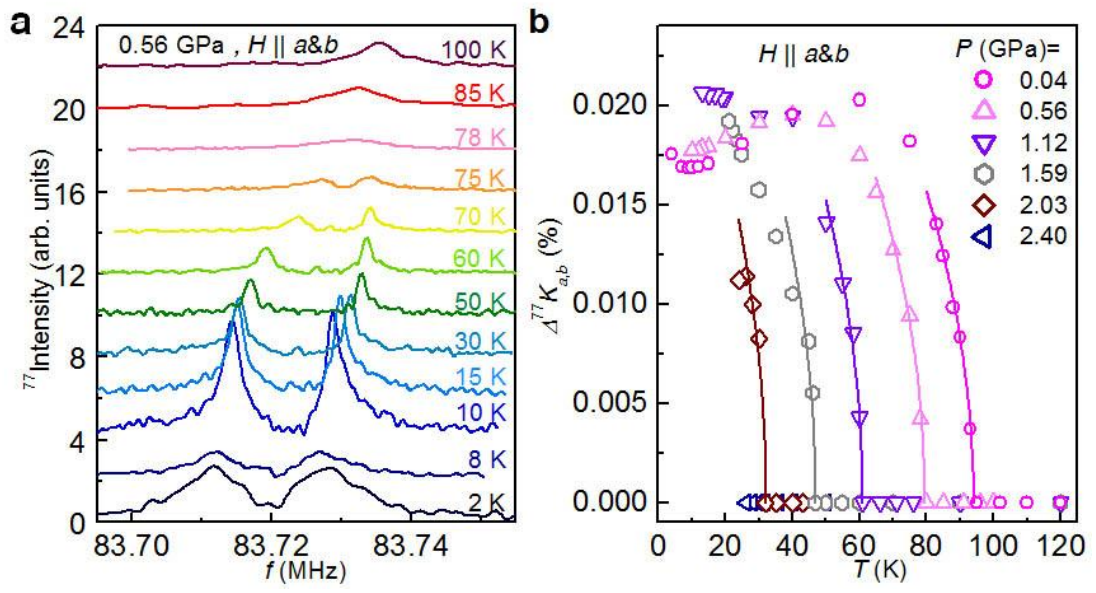 a
0.56 GPa , H || a&b
⁷⁷Intensity (arb. units)
24
20
16
12
8
4
0
100 K
85 K
78 K
75 K
70 K
60 K
50 K
30 K
15 K
10 K
8 K
2 K
83.70 83.72 83.74
f (MHz)
b
H || a&b
P (GPa)=
0.04
0.56
1.12
1.59
2.03
2.40
Δ⁷⁷Kₐ,b (%)
0.020
0.015
0.010
0.005
0.000
0 20 40 60 80 100 120
T (K)